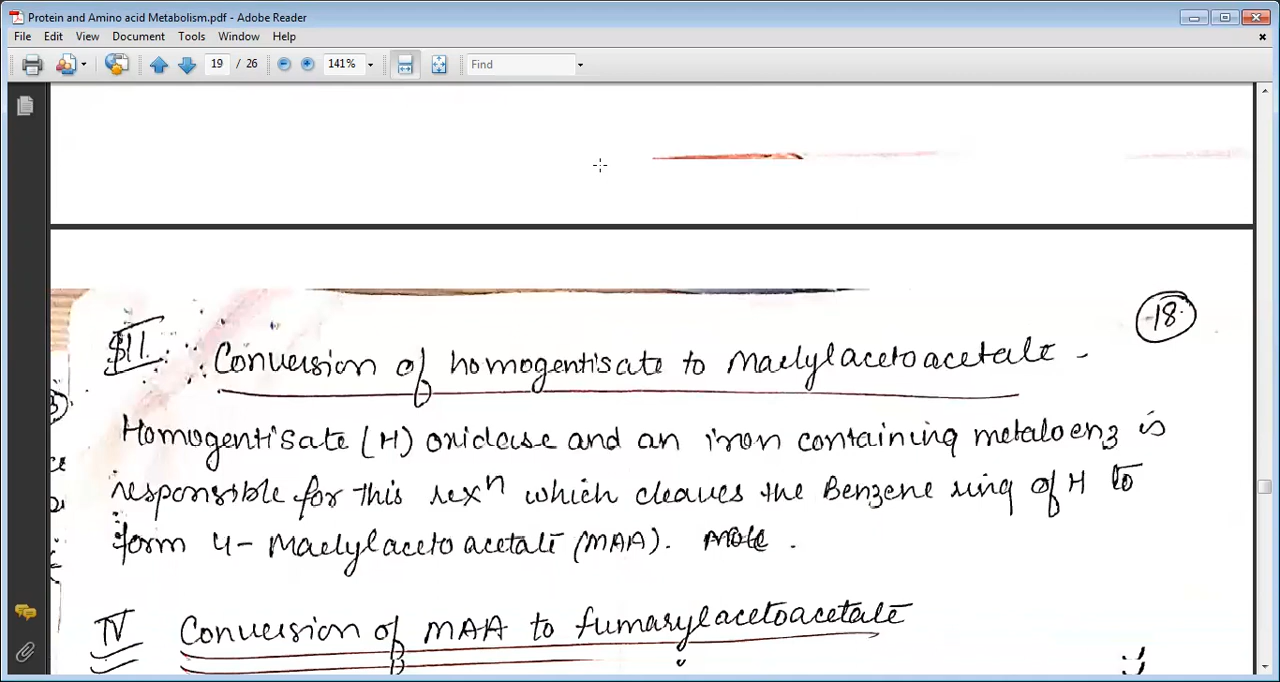 Protein and Amino acid Metabolism.pdf - Adobe Reader
File Edit View Document Tools Window Help
19 / 26 141% Find
18.
III. Conversion of homogentisate to Maelylacetoacetate -
Homogentisate (H) oxidase and an iron containing metaloenz is
responsible for this rexn which cleaves the Benzene ring of H to
form 4- Maelylaceto acetate (MAA).
IV Conversion of MAA to fumarylacetoacetate